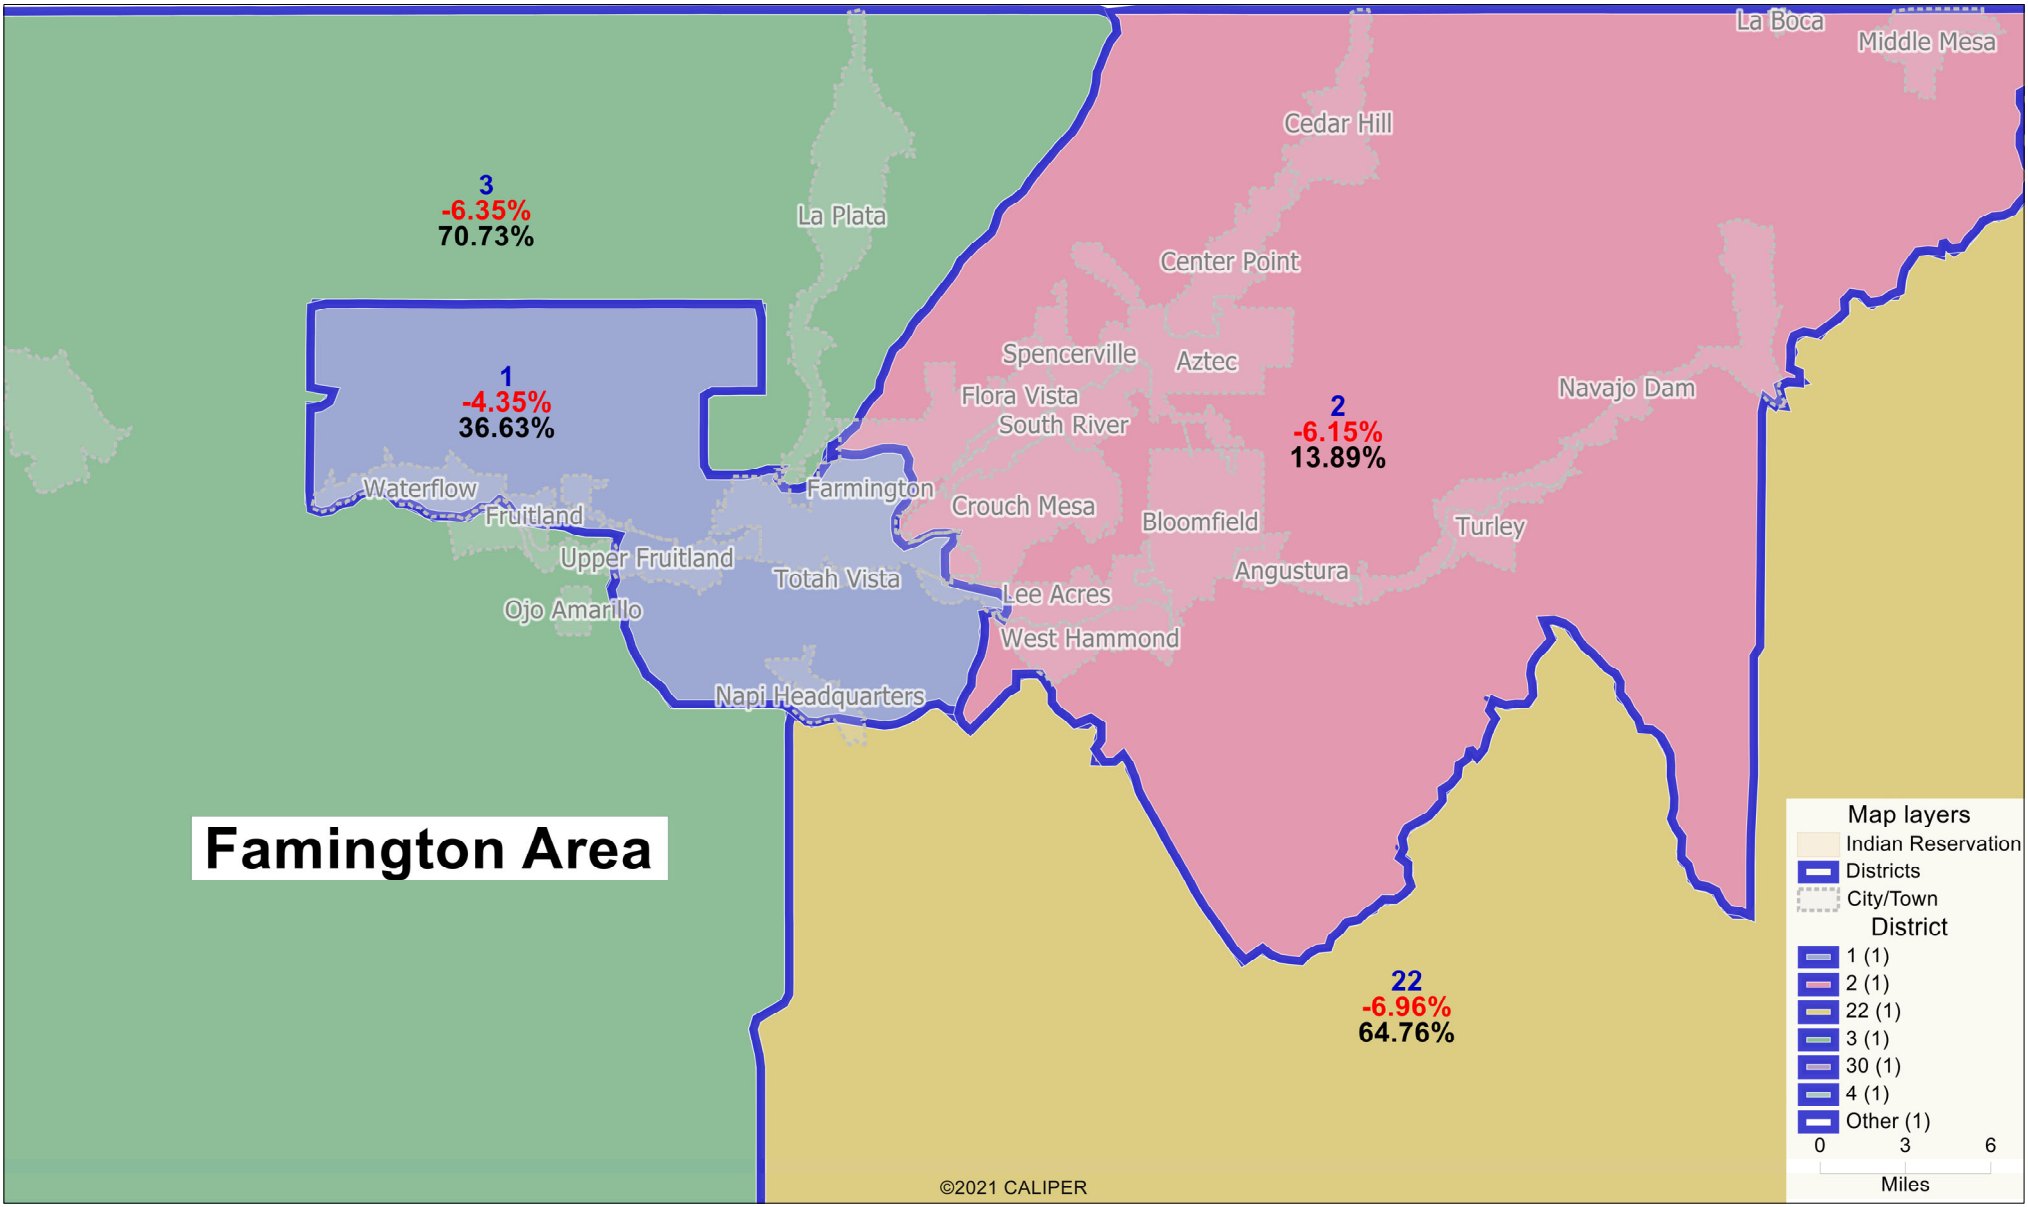 La Boca
Middle Mesa
Cedar Hill
3
-6.35%
70.73%
La Plata
Center Point
Spencerville
Aztec
1
-4.35%
36.63%
Flora Vista
South River
Navajo Dam
2
-6.15%
13.89%
Waterflow
Farmington
Crouch Mesa
Fruitland
Bloomfield
Turley
Upper Fruitland
Totah Vista
Angustura
Ojo Amarillo
Lee Acres
West Hammond
Napi Headquarters
Famington Area
22
-6.96%
64.76%
Map layers
Indian Reservation
Districts
City/Town
District
1 (1)
2 (1)
22 (1)
3 (1)
30 (1)
4 (1)
Other (1)
0 3 6
Miles
©2021 CALIPER